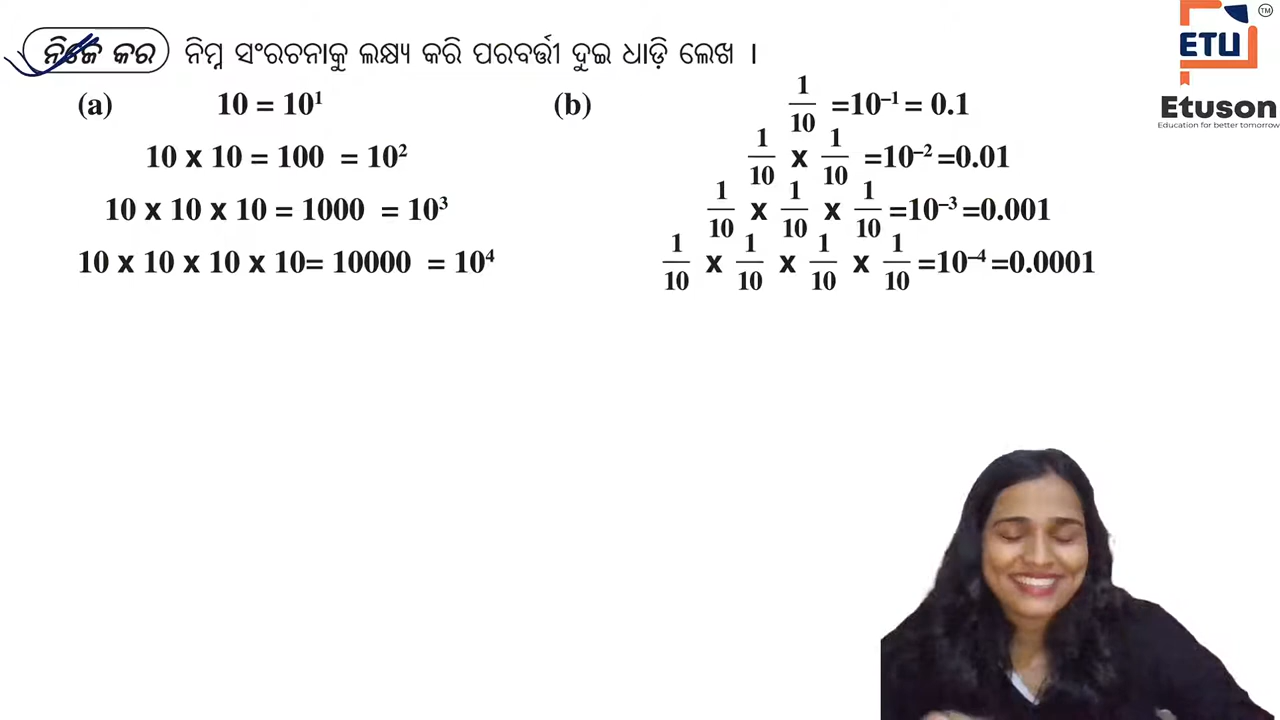 ନିଜେ କର ନିମ୍ନ ସଂରଚନାକୁ ଲକ୍ଷ୍ୟ କରି ପରବର୍ତ୍ତୀ ଦୁଇ ଧାଡ଼ି ଲେଖ ।
(a) 10 = 10¹
10 x 10 = 100 = 10²
10 x 10 x 10 = 1000 = 10³
10 x 10 x 10 x 10= 10000 = 10⁴
(b) 1/10 =10⁻¹ = 0.1
1/10 x 1/10 =10⁻² =0.01
1/10 x 1/10 x 1/10 =10⁻³ =0.001
1/10 x 1/10 x 1/10 x 1/10 =10⁻⁴ =0.0001
TM
ETU
Etuson
Education for better tomorrow